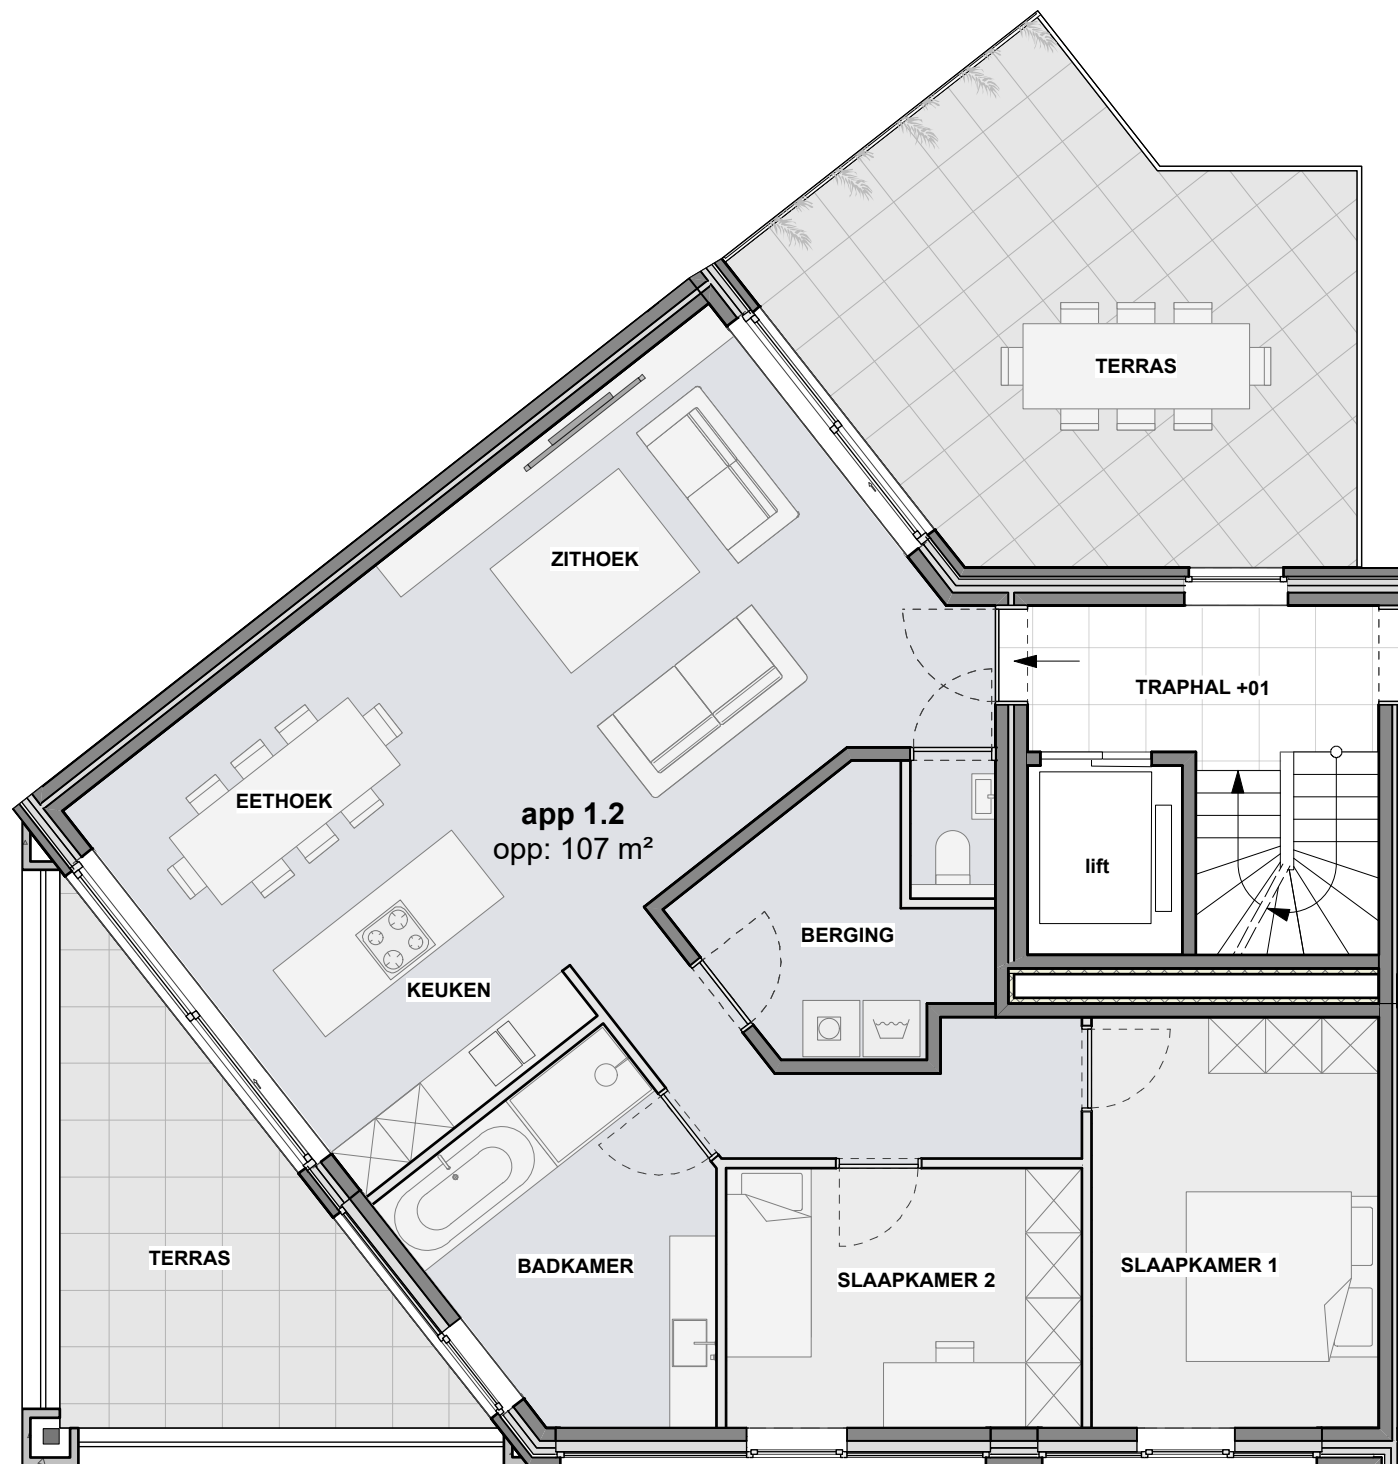 TERRAS
ZITHOEK
TRAPHAL +01
EETHOEK
app 1.2
opp: 107 m²
lift
BERGING
KEUKEN
TERRAS
BADKAMER
SLAAPKAMER 2
SLAAPKAMER 1